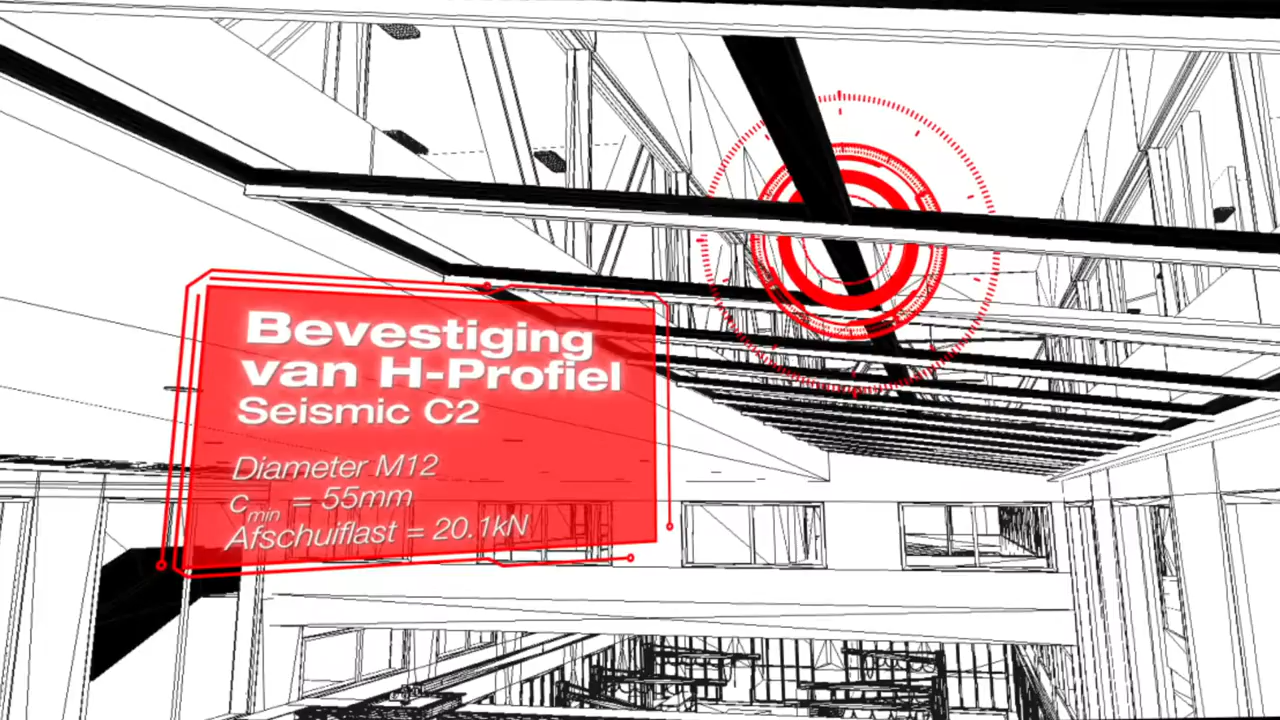 Bevestiging
van H-Profiel
Seismic C2
Diameter M12
cmin = 55mm
Afschuiflast = 20.1kN